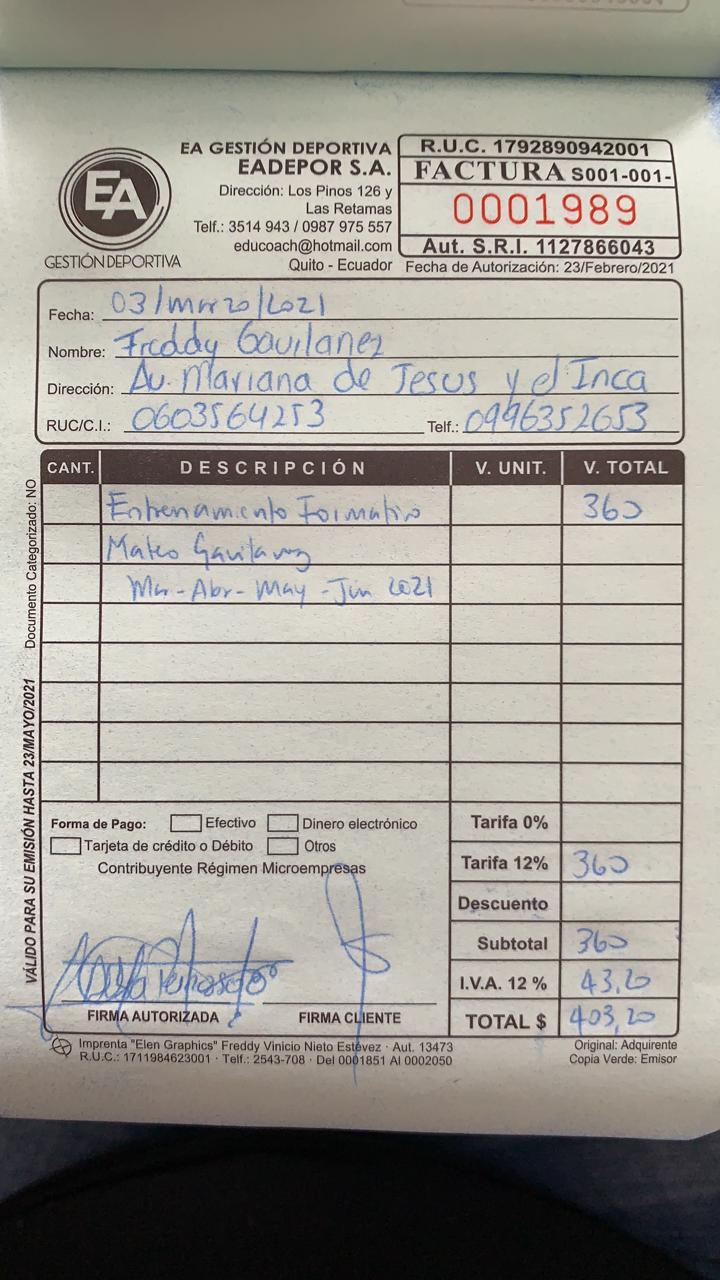 EA
GESTIÓN DEPORTIVA
EA GESTIÓN DEPORTIVA
EADEPOR S.A.
Dirección: Los Pinos 126 y
Las Retamas
Telf.: 3514 943 / 0987 975 557
educoach@hotmail.com
Quito - Ecuador
R.U.C. 1792890942001
FACTURA S001-001-
0001989
Aut. S.R.I. 1127866043
Fecha de Autorización: 23/Febrero/2021
Fecha: 03/marzo/2021
Nombre: Freddy Gavilanez
Dirección: Av. Mariana de Jesus y el Inca
RUC/C.I.: 0603564253 Telf.: 0996352653
CANT. DESCRIPCIÓN V. UNIT. V. TOTAL
Entrenamiento Formativo 360
Mateo Gavilanez
Mar-Abr-May-Jun 2021
Documento Categorizado: NO
VÁLIDO PARA SU EMISIÓN HASTA 23/MAYO/2021
Forma de Pago: Efectivo Dinero electrónico
Tarjeta de crédito o Débito Otros
Contribuyente Régimen Microempresas
Tarifa 0%
Tarifa 12% 360
Descuento
Subtotal 360
I.V.A. 12 % 43,20
TOTAL $ 403,20
FIRMA AUTORIZADA FIRMA CLIENTE
Imprenta "Elen Graphics" Freddy Vinicio Nieto Estévez · Aut. 13473
R.U.C.: 1711984623001 · Telf.: 2543-708 · Del 0001851 Al 0002050
Original: Adquirente
Copia Verde: Emisor